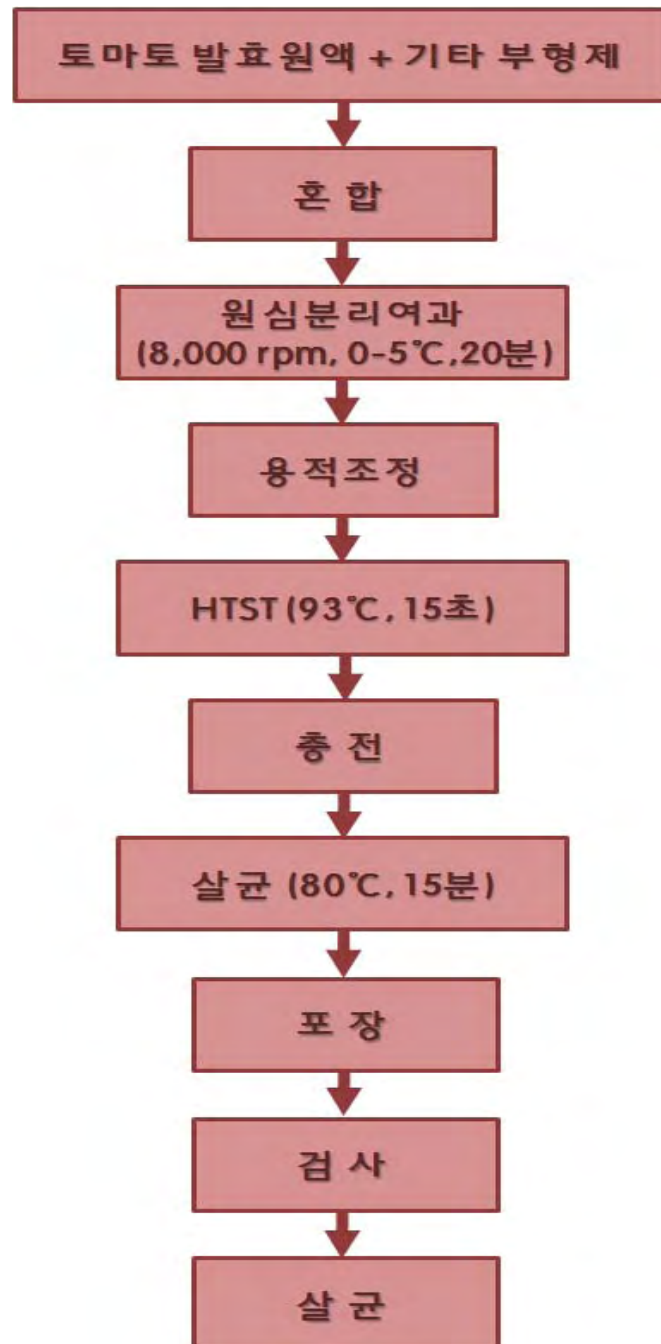 토마토 발효원액 + 기타 부형제
혼 합
원심분리여과
(8,000 rpm, 0-5℃,20분)
용적조정
HTST (93℃, 15초)
충 전
살균 (80℃, 15분)
포 장
검 사
살 균